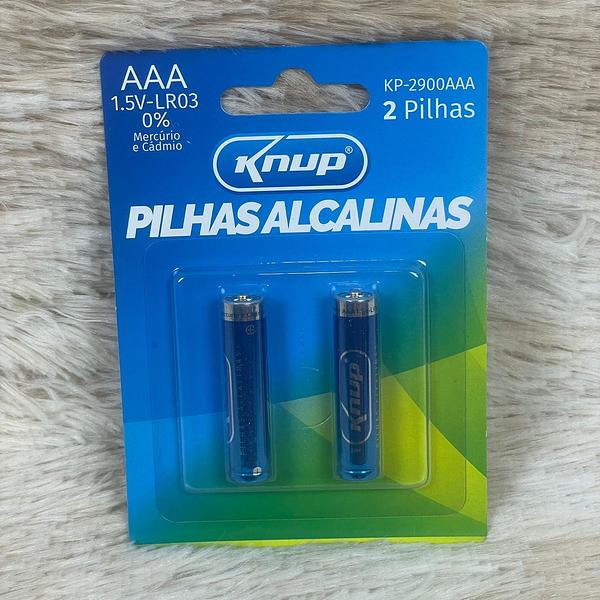 AAA
1.5V-LR03
0%
Mercúrio
e Cádmio
KP-2900AAA
2 Pilhas
Knup®
PILHAS ALCALINAS
Knup